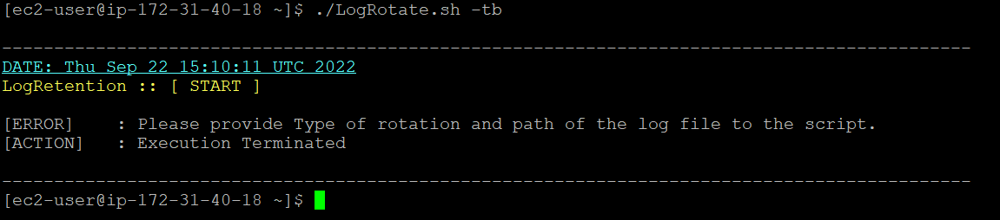 [ec2-user@ip-172-31-40-18 ~]$ ./LogRotate.sh -tb
---------------------------------------------------------------------------------------------
DATE: Thu Sep 22 15:10:11 UTC 2022
LogRetention :: [ START ]
[ERROR]    : Please provide Type of rotation and path of the log file to the script.
[ACTION]   : Execution Terminated
---------------------------------------------------------------------------------------------
[ec2-user@ip-172-31-40-18 ~]$